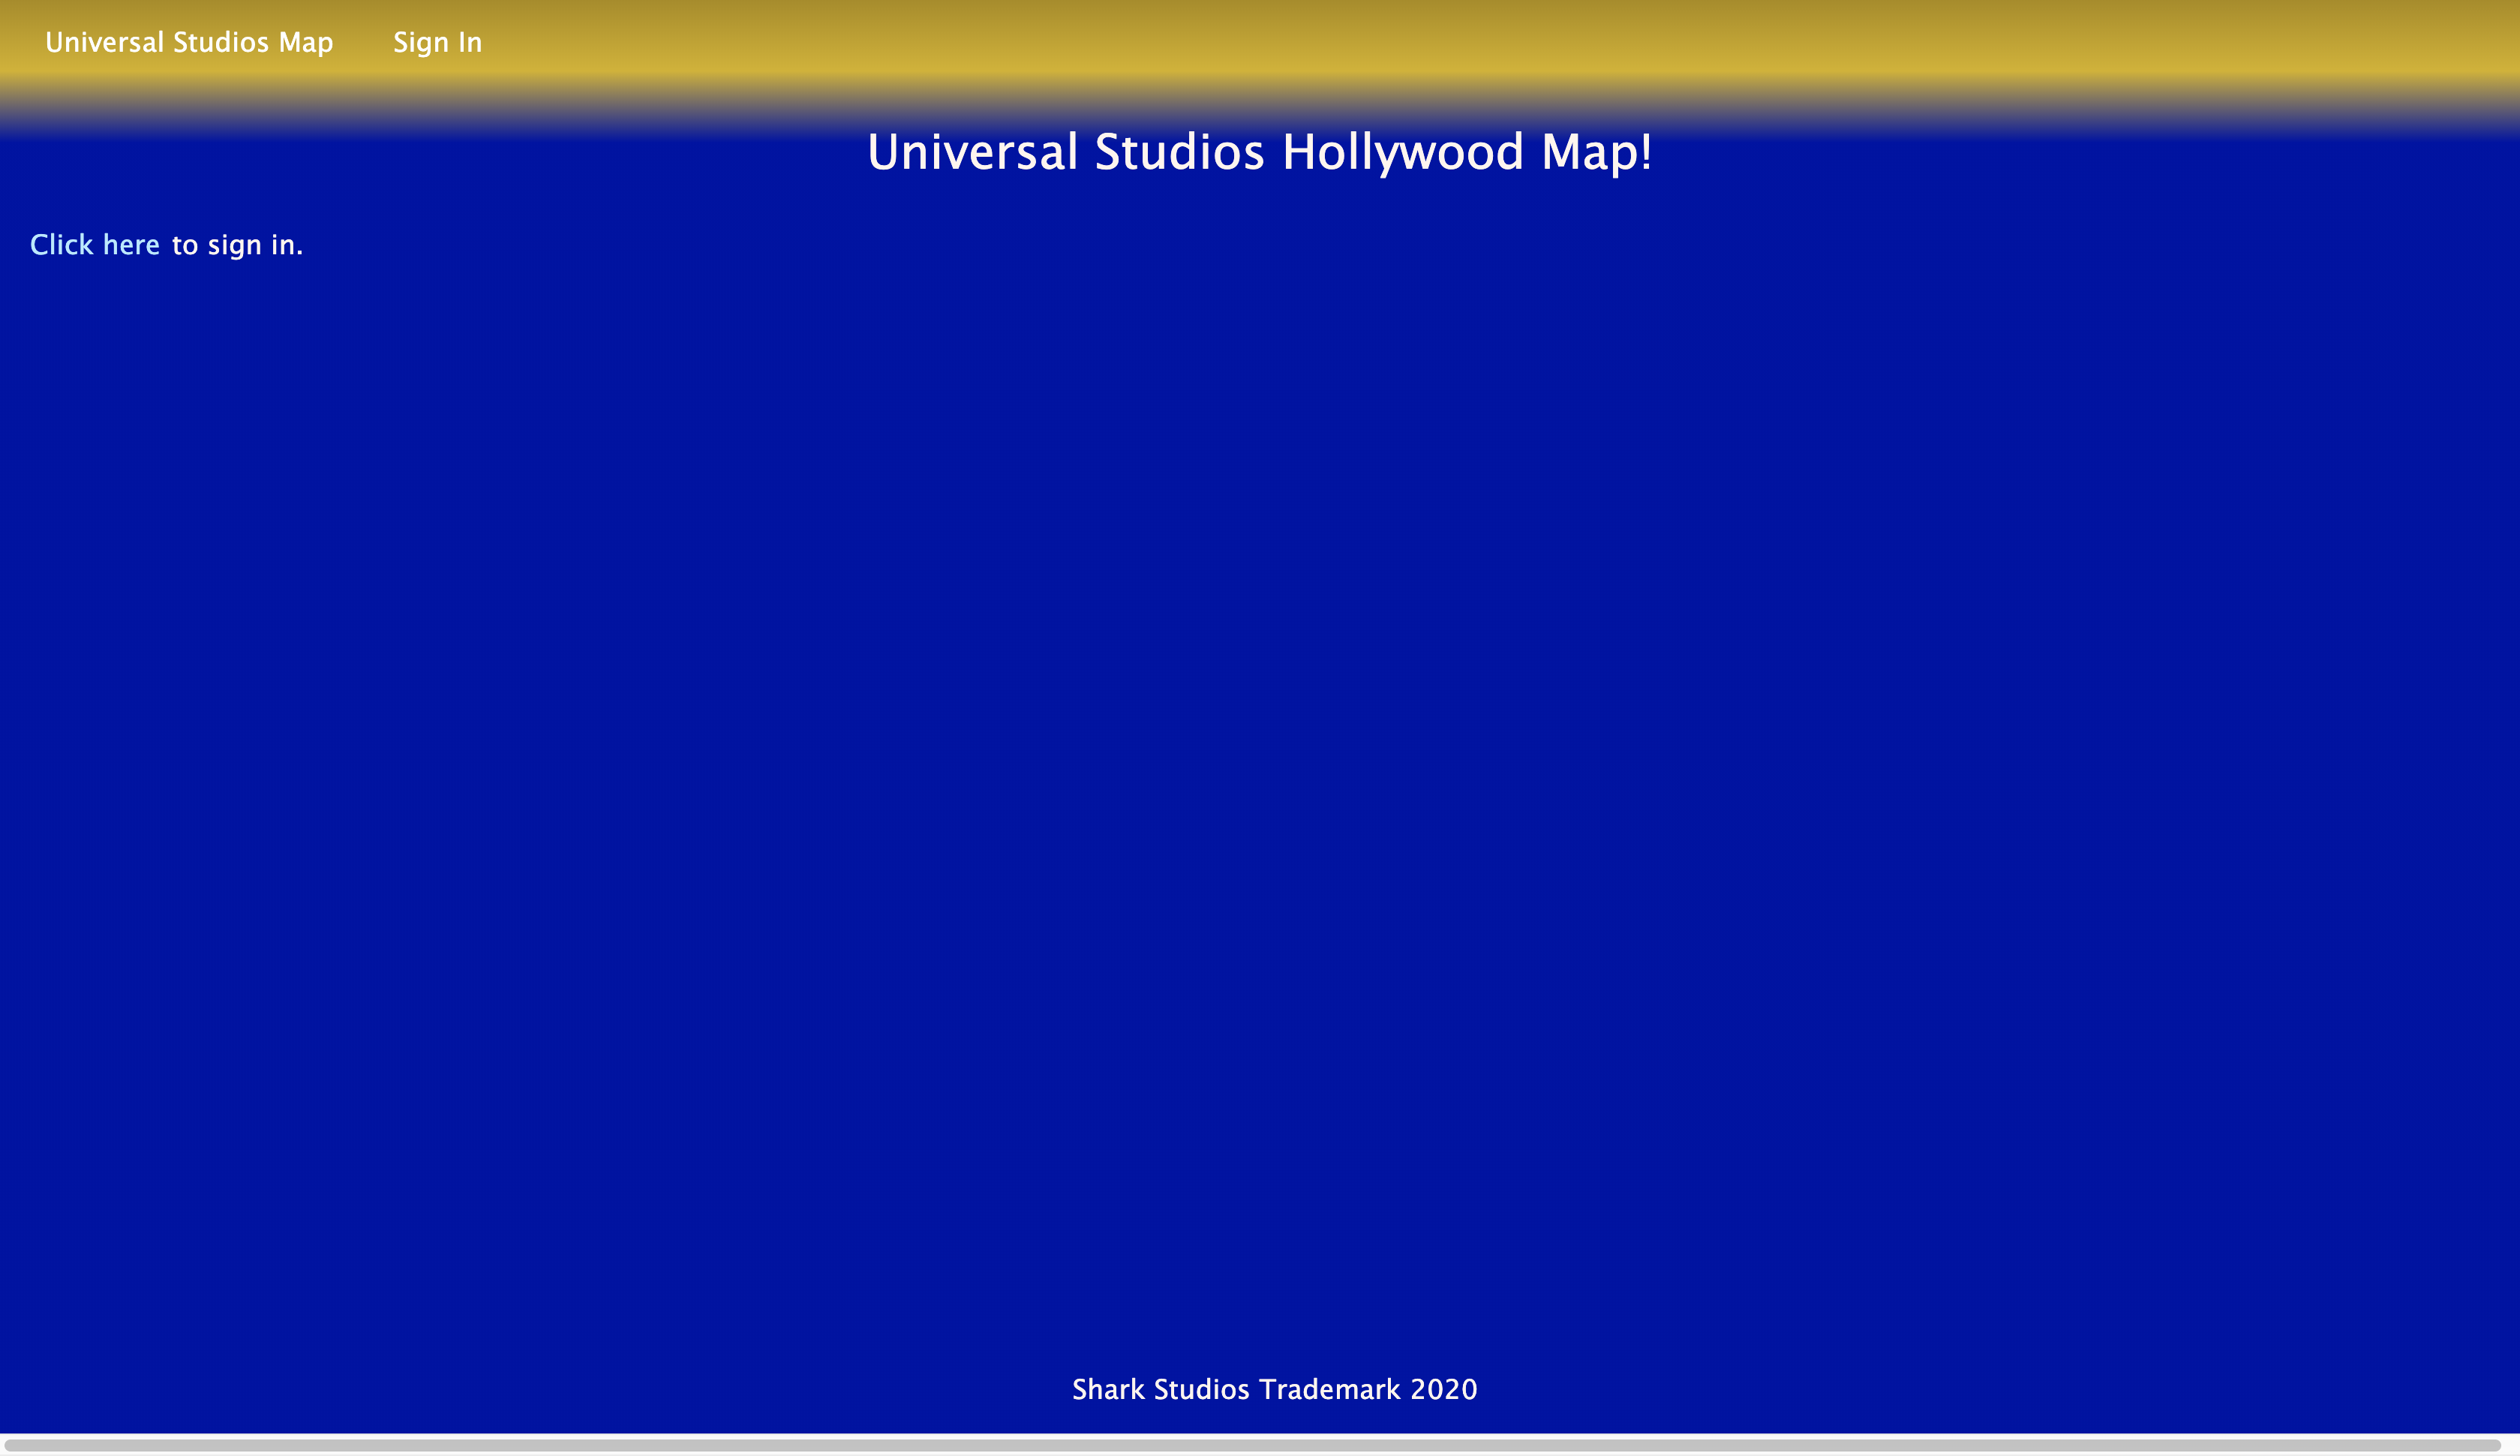 Universal Studios Map Sign In
Universal Studios Hollywood Map!
Click here to sign in.
Shark Studios Trademark 2020